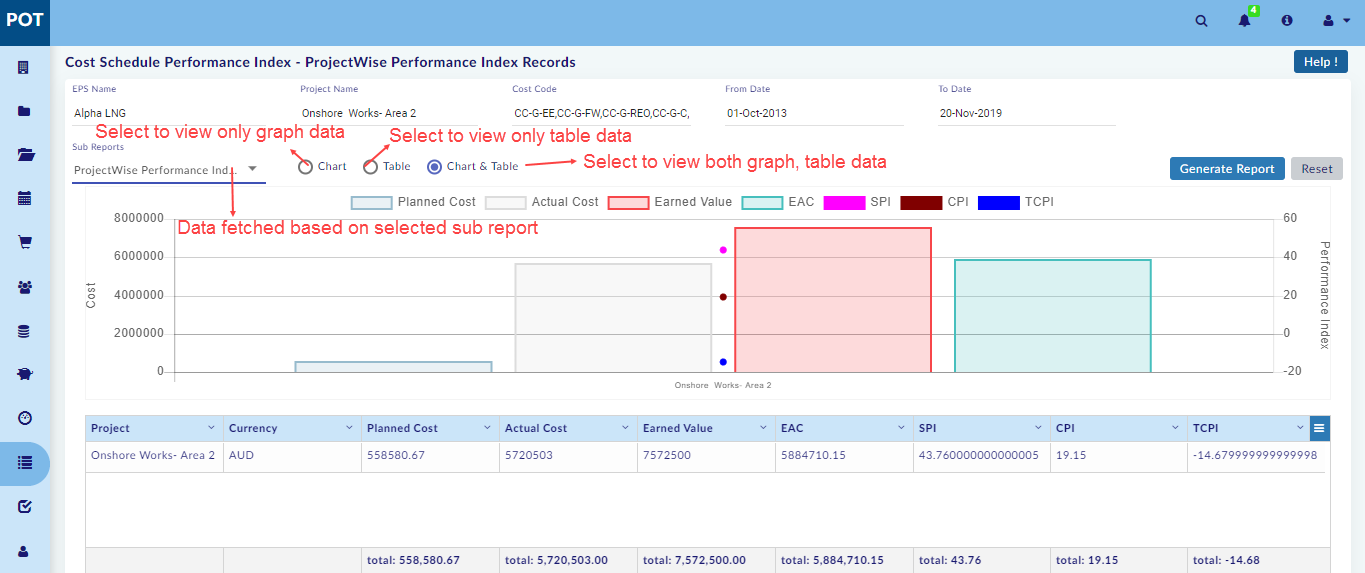 POT
4
Cost Schedule Performance Index - ProjectWise Performance Index Records
Help !
EPS Name Project Name Cost Code From Date To Date
Alpha LNG Onshore Works- Area 2 CC-G-EE,CC-G-FW,CC-G-REO,CC-G-C, 01-Oct-2013 20-Nov-2019
Select to view only graph data
Select to view only table data
Sub Reports
ProjectWise Performance Ind...
Chart Table Chart & Table
Select to view both graph, table data
Generate Report Reset
Planned Cost Actual Cost Earned Value EAC SPI CPI TCPI
Data fetched based on selected sub report
8000000 60
6000000 40
4000000 20
2000000 0
0 -20
Cost
Performance Index
Onshore Works- Area 2
Project Currency Planned Cost Actual Cost Earned Value EAC SPI CPI TCPI
Onshore Works- Area 2 AUD 558580.67 5720503 7572500 5884710.15 43.760000000000005 19.15 -14.679999999999998
total: 558,580.67 total: 5,720,503.00 total: 7,572,500.00 total: 5,884,710.15 total: 43.76 total: 19.15 total: -14.68